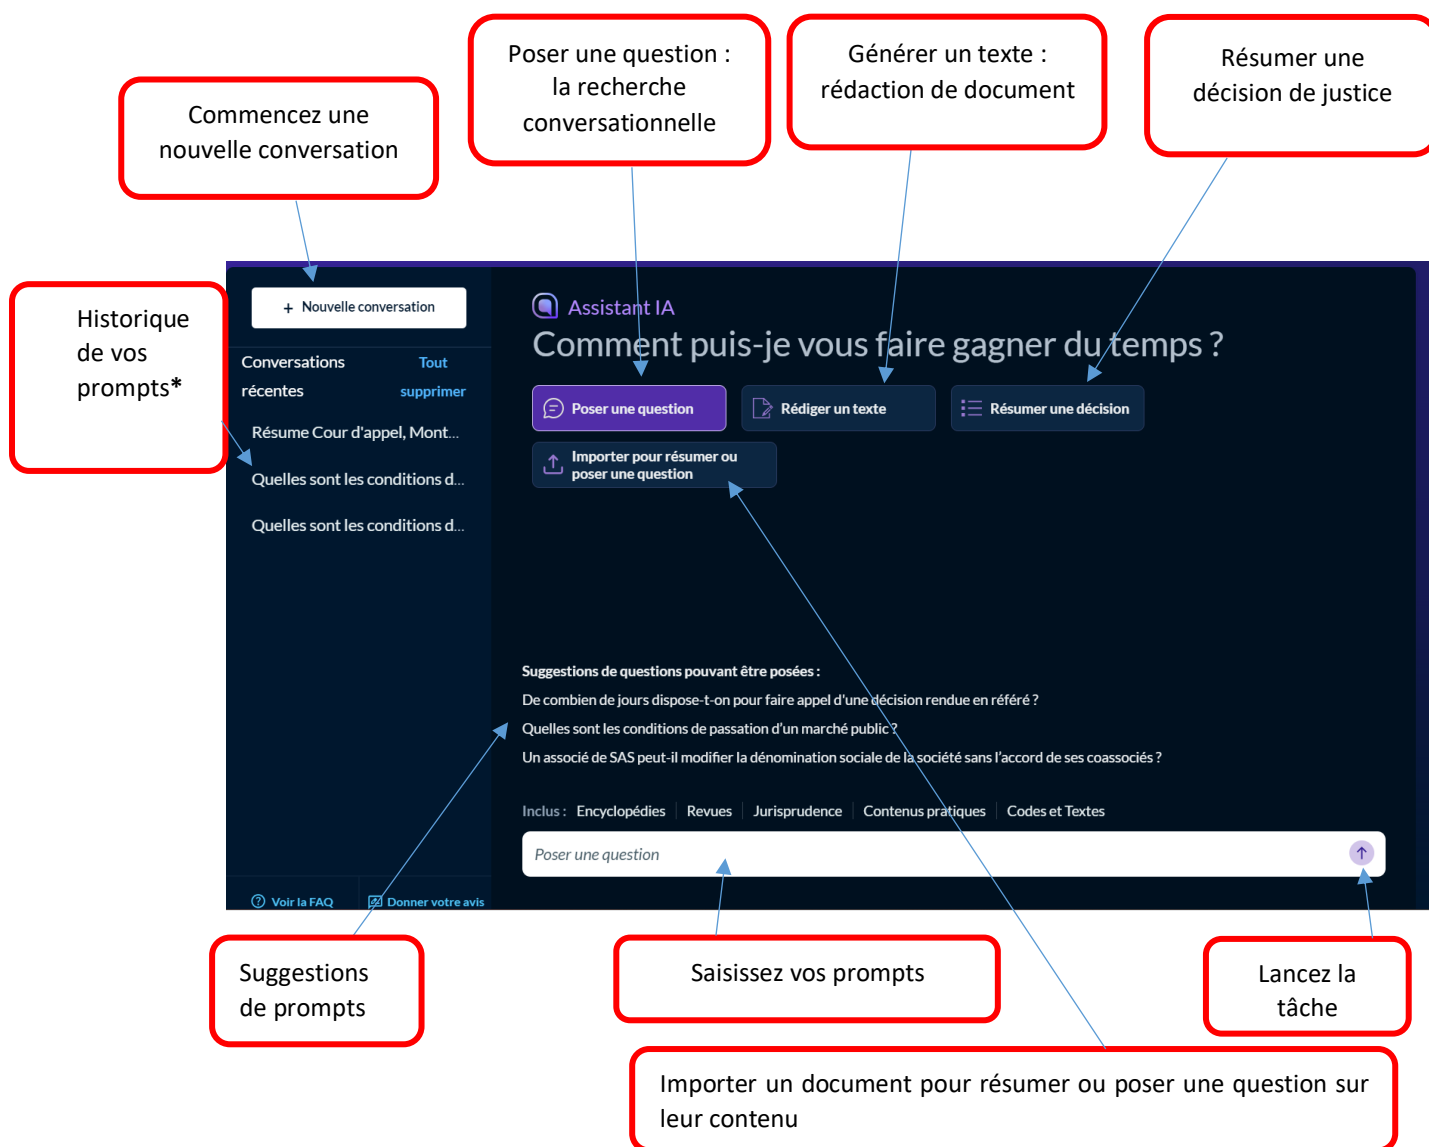 Poser une question :
la recherche
conversationnelle
Générer un texte :
rédaction de document
Résumer une
décision de justice
Commencez une
nouvelle conversation
Historique
de vos
prompts*
+ Nouvelle conversation
Conversations
récentes
Tout
supprimer
Résume Cour d'appel, Mont...
Quelles sont les conditions d...
Quelles sont les conditions d...
Voir la FAQ
Donner votre avis
Assistant IA
Comment puis-je vous faire gagner du temps ?
Poser une question
Rédiger un texte
Résumer une décision
Importer pour résumer ou
poser une question
Suggestions de questions pouvant être posées :
De combien de jours dispose-t-on pour faire appel d'une décision rendue en référé ?
Quelles sont les conditions de passation d'un marché public ?
Un associé de SAS peut-il modifier la dénomination sociale de la société sans l'accord de ses coassociés ?
Inclus : Encyclopédies | Revues | Jurisprudence | Contenus pratiques | Codes et Textes
Poser une question
Suggestions
de prompts
Saisissez vos prompts
Lancez la
tâche
Importer un document pour résumer ou poser une question sur
leur contenu